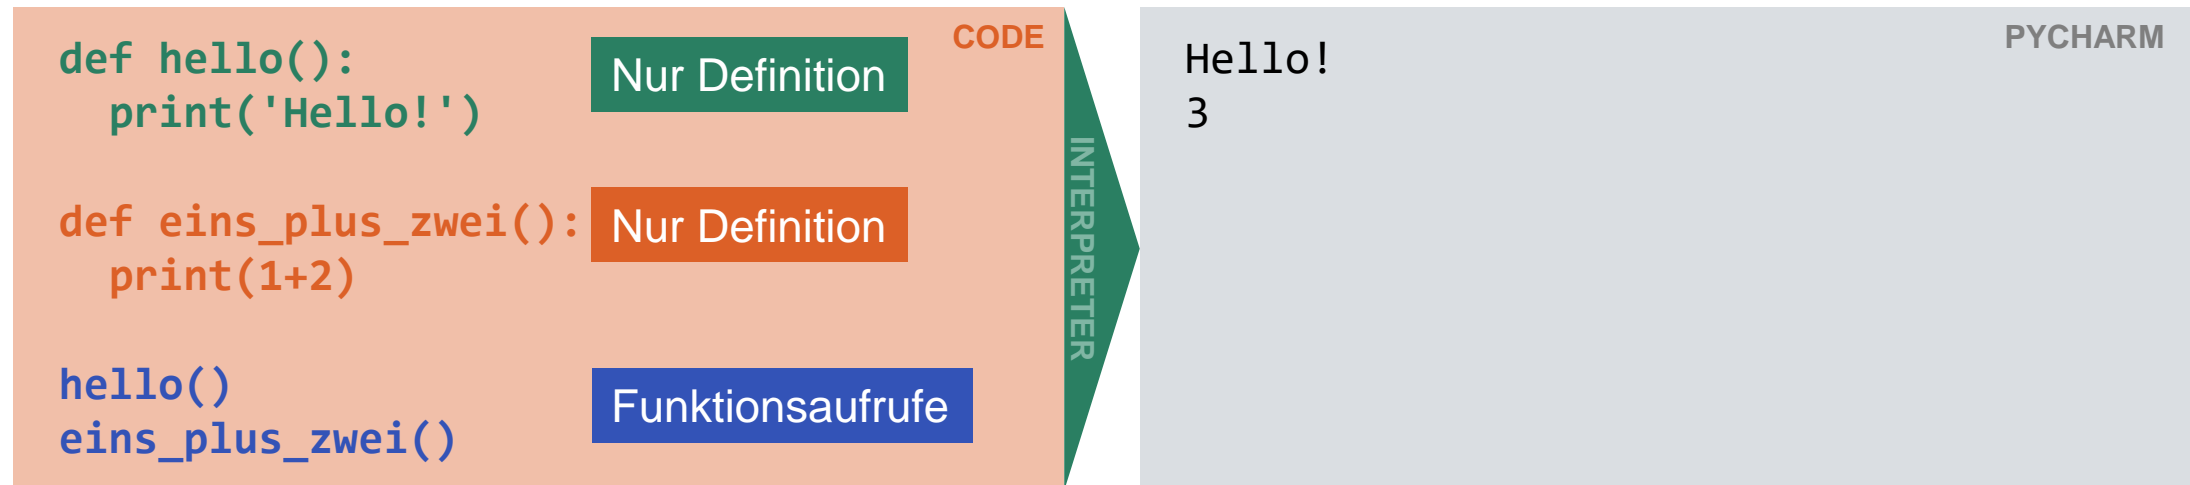 CODE
def hello():
  print('Hello!')
Nur Definition
def eins_plus_zwei():
  print(1+2)
Nur Definition
hello()
eins_plus_zwei()
Funktionsaufrufe
INTERPRETER
PYCHARM
Hello!
3